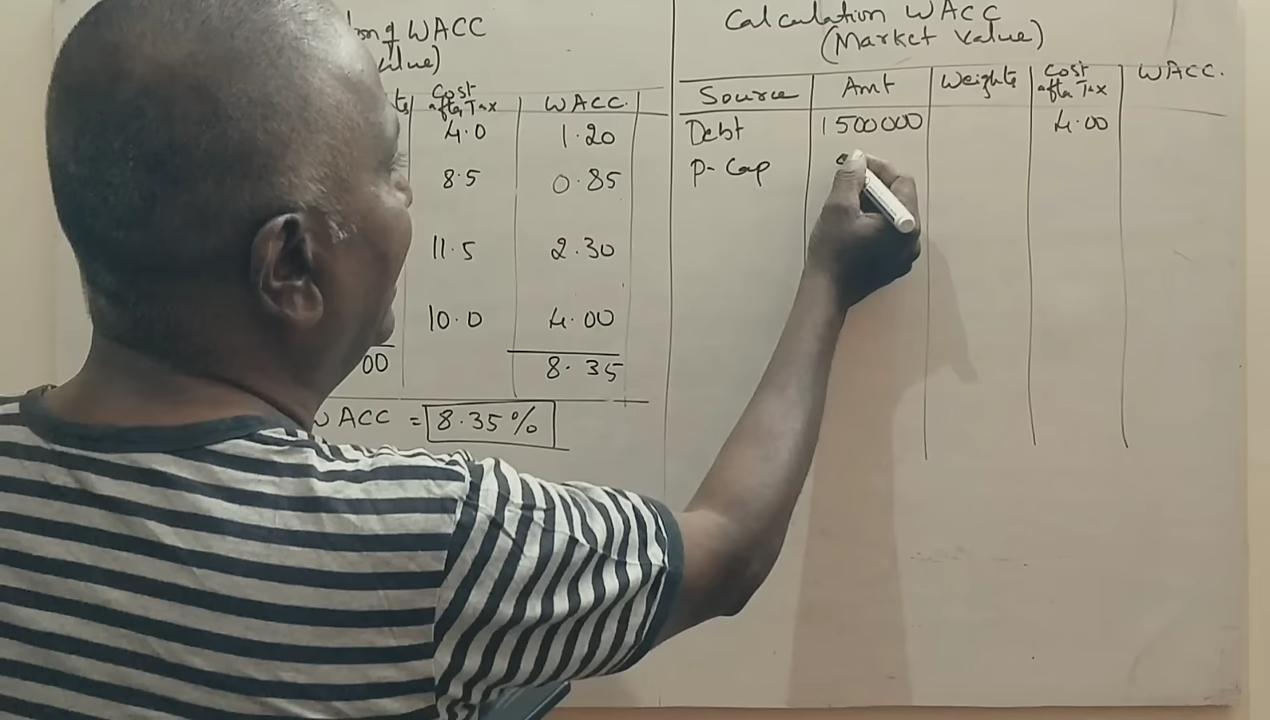 of WACC
Cost
after Tax WACC.
4.0 1.20
8.5 0.85
11.5 2.30
10.0 4.00
00 8.35
WACC = 8.35%
Calculation WACC
(Market Value)
Source Amt Weights Cost after Tax WACC.
Debt 1500000 4.00
P-Cap